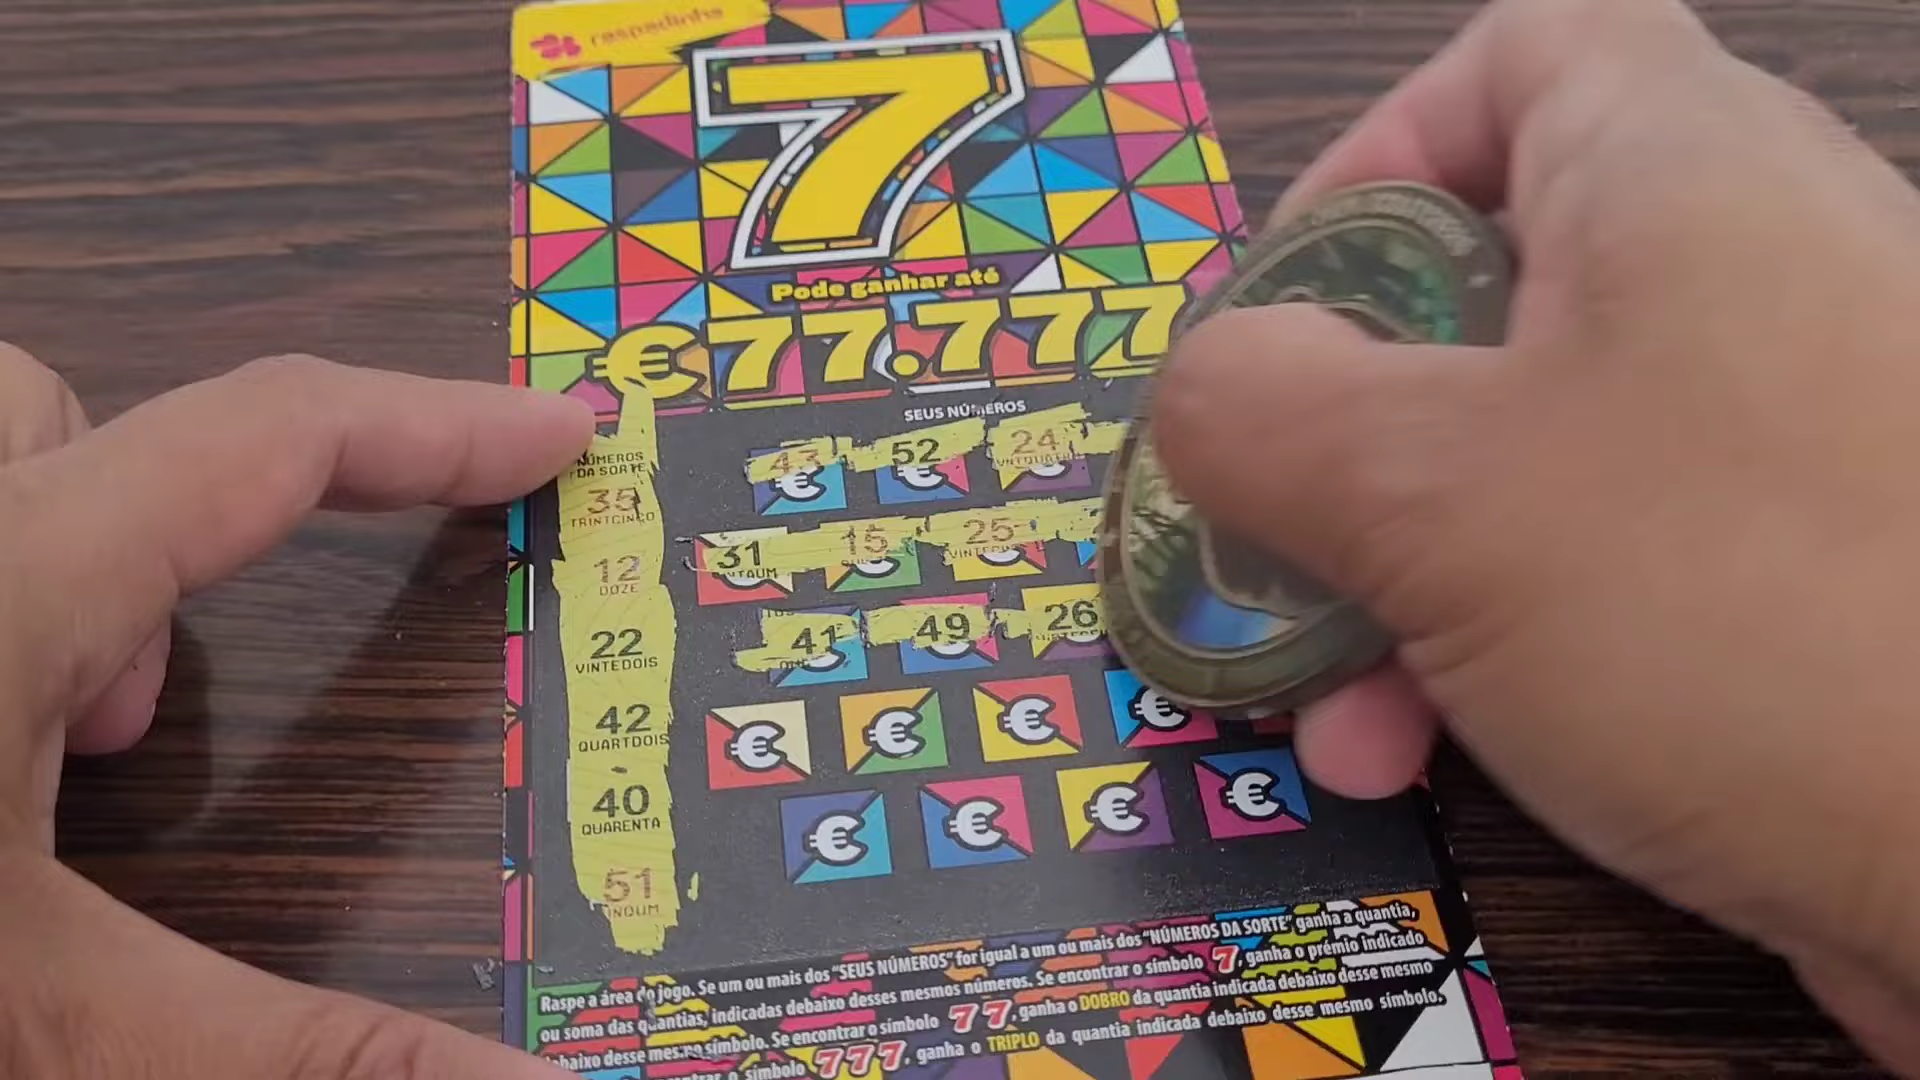 raspadinha
7
Pode ganhar até
€77.777
SEUS NÚMEROS
NÚMEROS
DA SORTE
43 52 24
35
TRINTCINCO
31 15 25
12
DOZE
41 49 26
22
VINTEDOIS
42
QUARTDOIS
€ € € €
40
QUARENTA
€ € € €
51
Raspe a área do jogo. Se um ou mais dos "SEUS NÚMEROS" for igual a um ou mais dos "NÚMEROS DA SORTE" ganha a quantia,
ou soma das quantias, indicadas debaixo desses mesmos números. Se encontrar o símbolo 7, ganha o prémio indicado
debaixo desse mesmo símbolo. Se encontrar o símbolo 77, ganha o DOBRO da quantia indicada debaixo desse mesmo
símbolo 777, ganha o TRIPLO da quantia indicada debaixo desse mesmo símbolo.